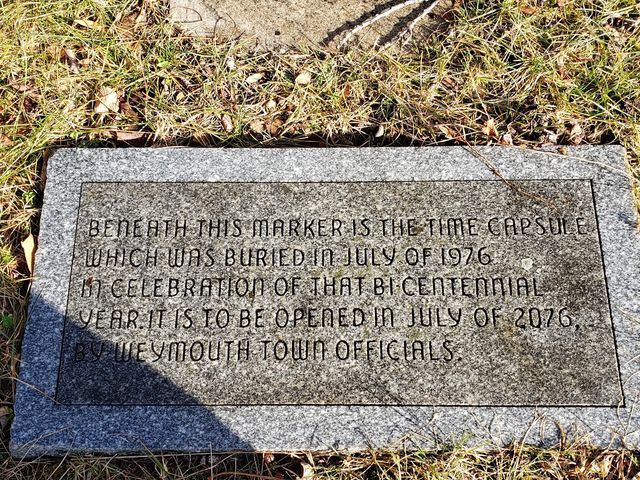 BENEATH THIS MARKER IS THE TIME CAPSULE
WHICH WAS BURIED IN JULY OF 1976
IN CELEBRATION OF THAT BI CENTENNIAL
YEAR. IT IS TO BE OPENED IN JULY OF 2076,
BY WEYMOUTH TOWN OFFICIALS.